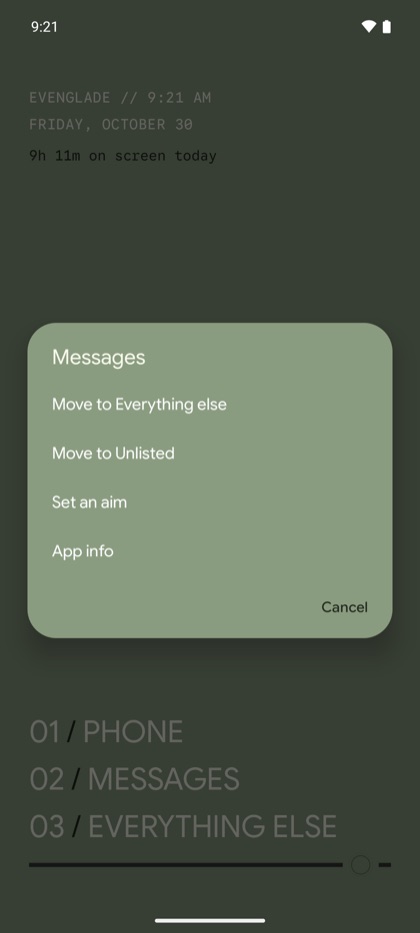 9:21
EVENGLADE // 9:21 AM
FRIDAY, OCTOBER 30
9h 11m on screen today
Messages
Move to Everything else
Move to Unlisted
Set an aim
App info
Cancel
01 / PHONE
02 / MESSAGES
03 / EVERYTHING ELSE